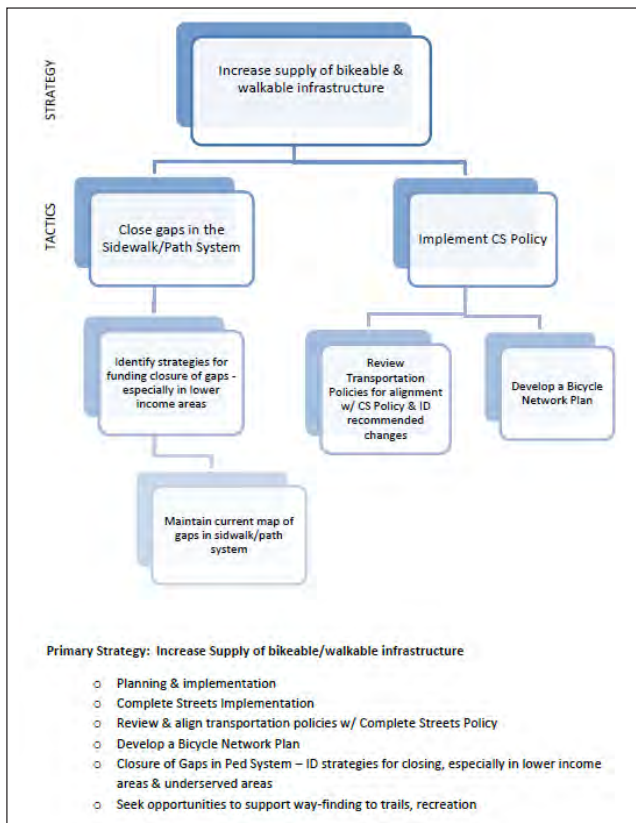 STRATEGY
Increase supply of bikeable &
walkable infrastructure
TACTICS
Close gaps in the
Sidewalk/Path System
Implement CS Policy
Identify strategies for
funding closure of gaps -
especially in lower
income areas
Review
Transportation
Policies for alignment
w/ CS Policy & ID
recommended
changes
Develop a Bicycle
Network Plan
Maintain current map of
gaps in sidwalk/path
system
Primary Strategy: Increase Supply of bikeable/walkable infrastructure
o Planning & implementation
o Complete Streets Implementation
o Review & align transportation policies w/ Complete Streets Policy
o Develop a Bicycle Network Plan
o Closure of Gaps in Ped System – ID strategies for closing, especially in lower income
areas & underserved areas
o Seek opportunities to support way-finding to trails, recreation